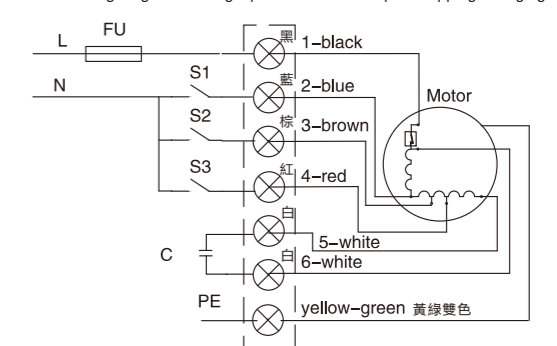 L
FU
黑
1-black
N
S1
藍
2-blue
S2
棕
3-brown
Motor
S3
紅
4-red
白
5-white
C
白
6-white
PE
yellow-green 黃綠雙色